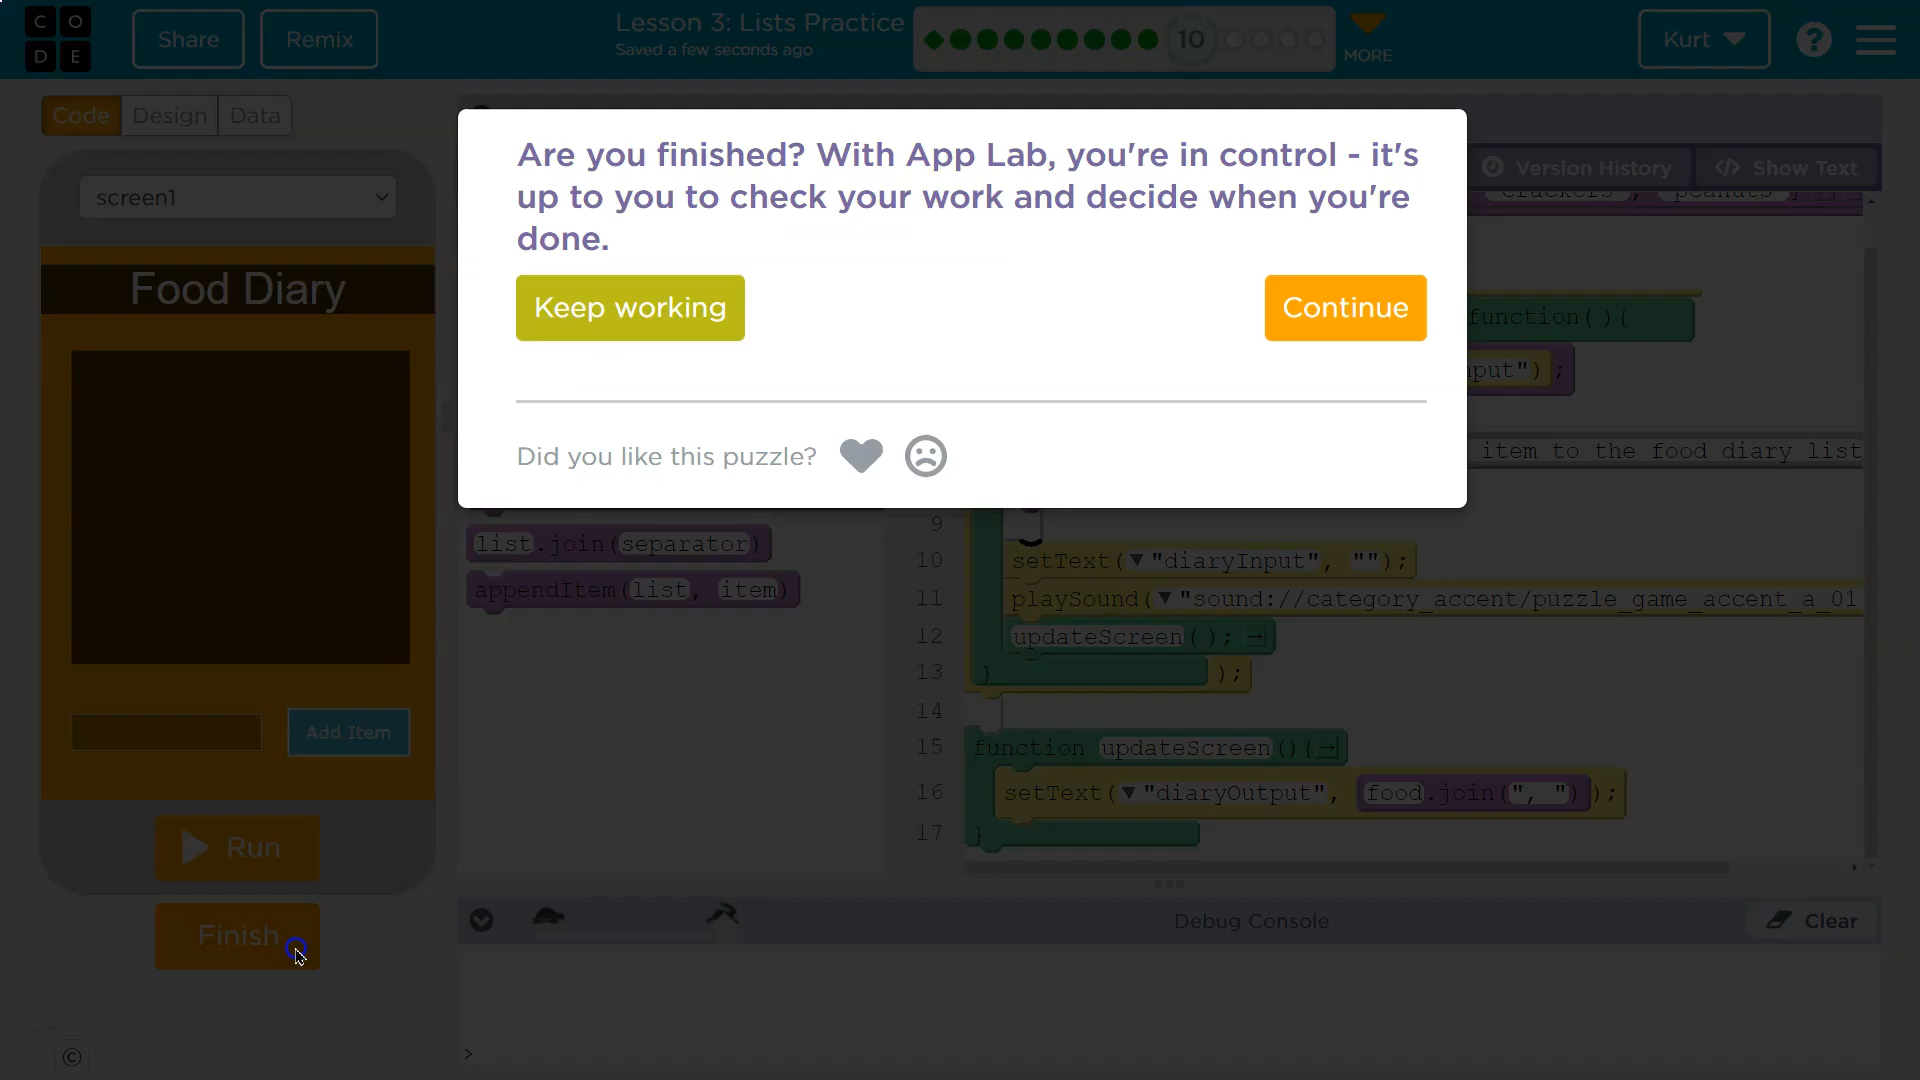 C O
D E
Share
Remix
Lesson 3: Lists Practice
Saved a few seconds ago
10
MORE
Kurt
?
Code
Design
Data
screen1
Food Diary
Add Item
Run
Finish
©
Are you finished? With App Lab, you're in control - it's
up to you to check your work and decide when you're
done.
Keep working
Continue
Did you like this puzzle?
Version History
Show Text
"crackers", "peanuts"]
function(){
nput");
item to the food diary list
list.join(separator)
appendItem(list, item)
9
10 setText(▼"diaryInput", "");
11 playSound(▼"sound://category_accent/puzzle_game_accent_a_01
12 updateScreen();
13 } );
14
15 function updateScreen(){
16 setText(▼"diaryOutput", food.join(", "));
17 }
Debug Console
Clear
>